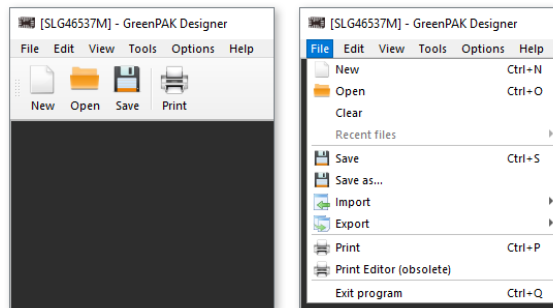 [SLG46537M] - GreenPAK Designer
File Edit View Tools Options Help
New Open Save Print
[SLG46537M] - GreenPAK Designer
File Edit View Tools Options Help
New Ctrl+N
Open Ctrl+O
Clear
Recent files
Save Ctrl+S
Save as...
Import
Export
Print Ctrl+P
Print Editor (obsolete)
Exit program Ctrl+Q